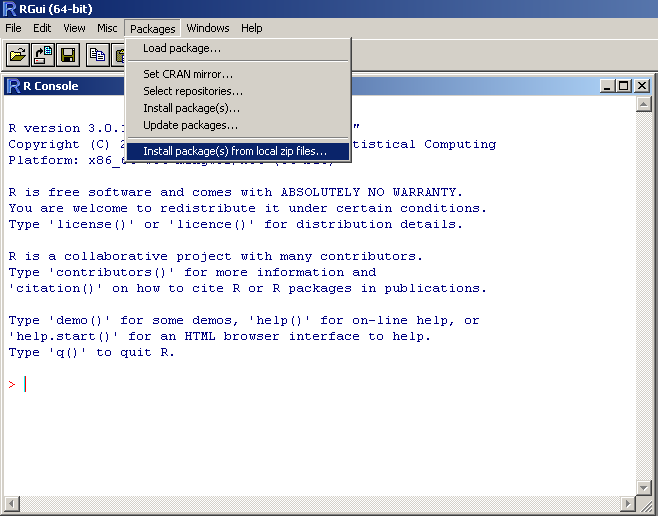 RGui (64-bit)
File Edit View Misc Packages Windows Help
Load package...
Set CRAN mirror...
Select repositories...
Install package(s)...
Update packages...
Install package(s) from local zip files...
R Console
R version 3.0. "
Copyright (C) 2 tistical Computing
Platform: x86_6
R is free software and comes with ABSOLUTELY NO WARRANTY.
You are welcome to redistribute it under certain conditions.
Type 'license()' or 'licence()' for distribution details.
R is a collaborative project with many contributors.
Type 'contributors()' for more information and
'citation()' on how to cite R or R packages in publications.
Type 'demo()' for some demos, 'help()' for on-line help, or
'help.start()' for an HTML browser interface to help.
Type 'q()' to quit R.
>